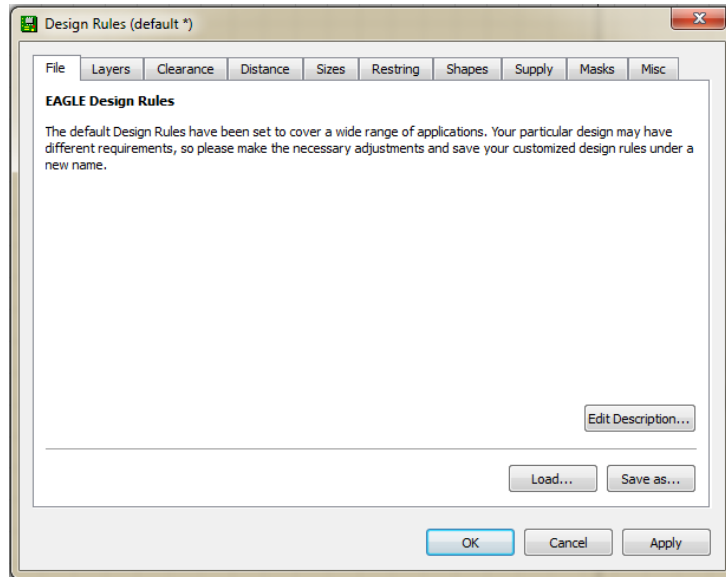 Design Rules (default *)
X
File Layers Clearance Distance Sizes Restring Shapes Supply Masks Misc
EAGLE Design Rules
The default Design Rules have been set to cover a wide range of applications. Your particular design may have
different requirements, so please make the necessary adjustments and save your customized design rules under a
new name.
Edit Description...
Load... Save as...
OK Cancel Apply